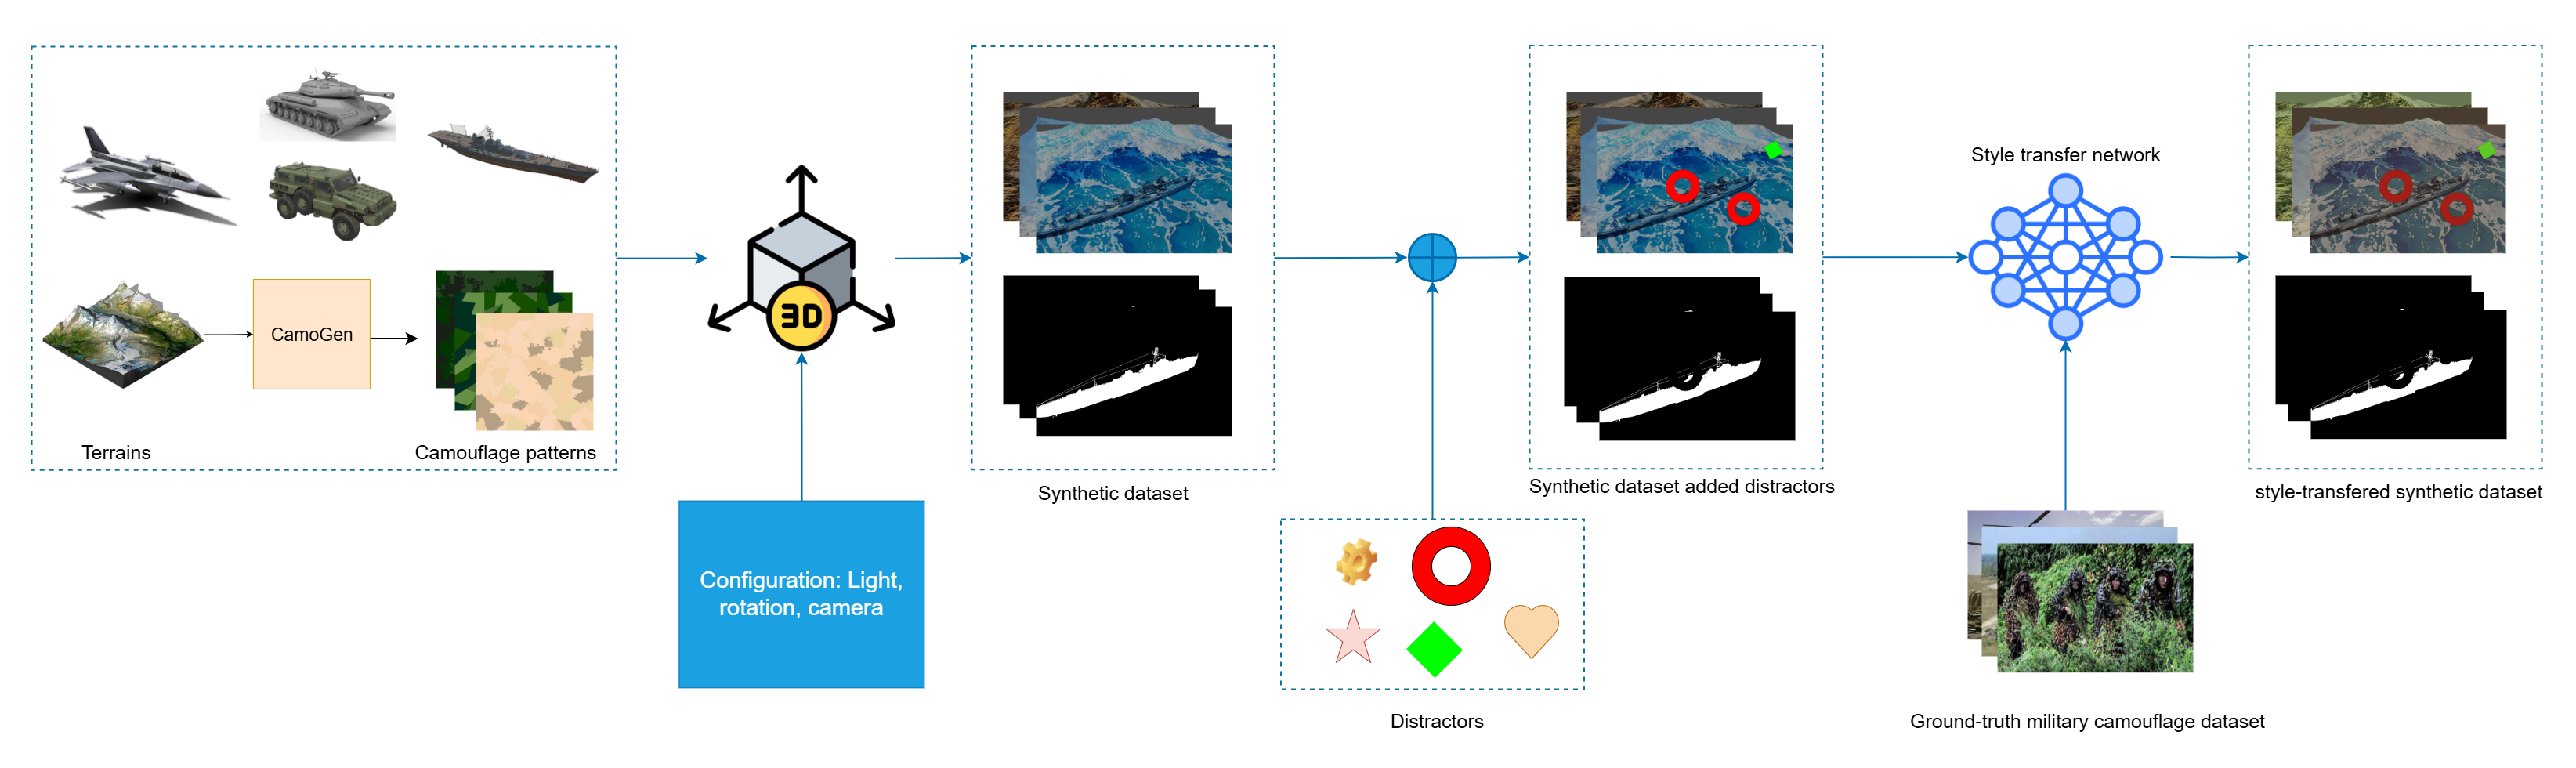 CamoGen
Terrains
Camouflage patterns
3D
Configuration: Light,
rotation, camera
Synthetic dataset
Distractors
Synthetic dataset added distractors
Style transfer network
Ground-truth military camouflage dataset
style-transfered synthetic dataset